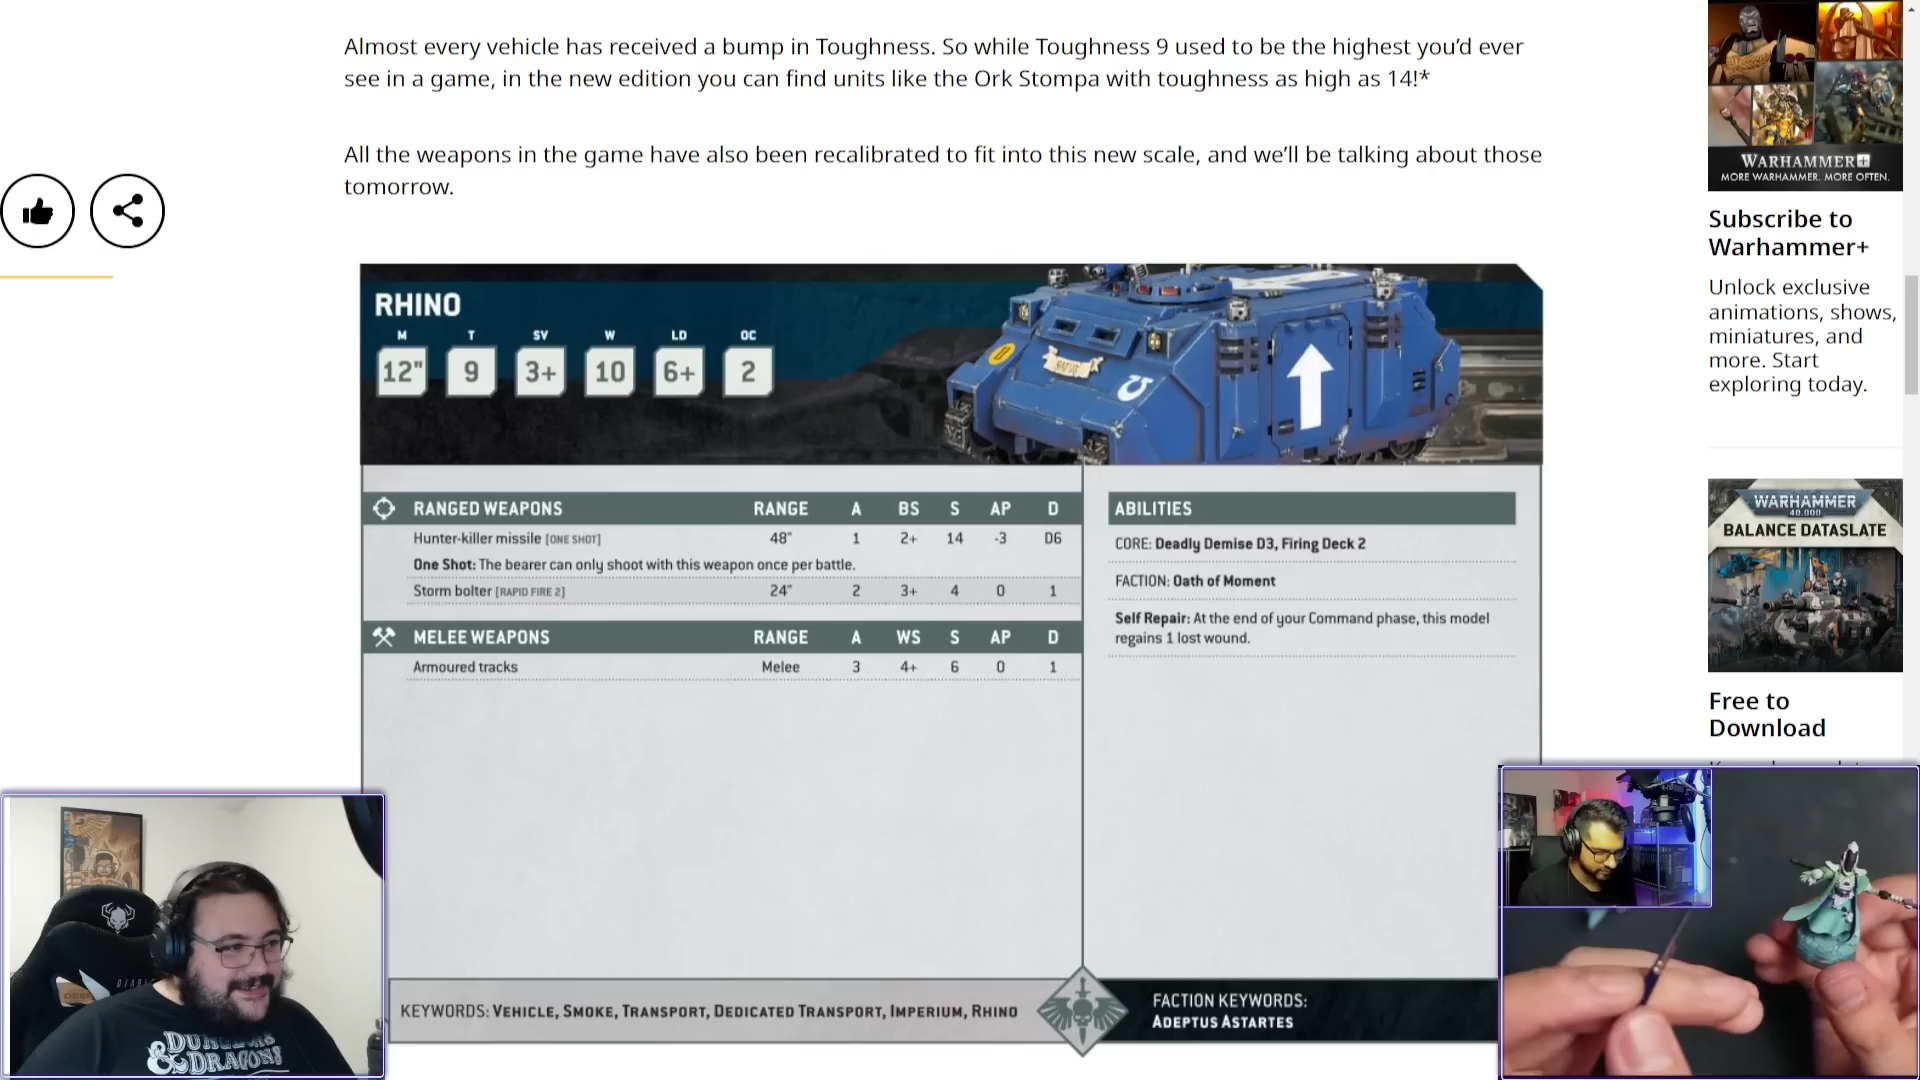 Almost every vehicle has received a bump in Toughness. So while Toughness 9 used to be the highest you’d ever
see in a game, in the new edition you can find units like the Ork Stompa with toughness as high as 14!*
All the weapons in the game have also been recalibrated to fit into this new scale, and we’ll be talking about those
tomorrow.
RHINO
M T SV W LD OC
12" 9 3+ 10 6+ 2
RANGED WEAPONS RANGE A BS S AP D
Hunter-killer missile [ONE SHOT] 48" 1 2+ 14 -3 D6
One Shot: The bearer can only shoot with this weapon once per battle.
Storm bolter [RAPID FIRE 2] 24" 2 3+ 4 0 1
MELEE WEAPONS RANGE A WS S AP D
Armoured tracks Melee 3 4+ 6 0 1
ABILITIES
CORE: Deadly Demise D3, Firing Deck 2
FACTION: Oath of Moment
Self Repair: At the end of your Command phase, this model
regains 1 lost wound.
KEYWORDS: VEHICLE, SMOKE, TRANSPORT, DEDICATED TRANSPORT, IMPERIUM, RHINO
FACTION KEYWORDS:
ADEPTUS ASTARTES
WARHAMMER+
MORE WARHAMMER. MORE OFTEN.
Subscribe to
Warhammer+
Unlock exclusive
animations, shows,
miniatures, and
more. Start
exploring today.
WARHAMMER
40,000
BALANCE DATASLATE
Free to
Download
DUNGEONS
& DRAGONS